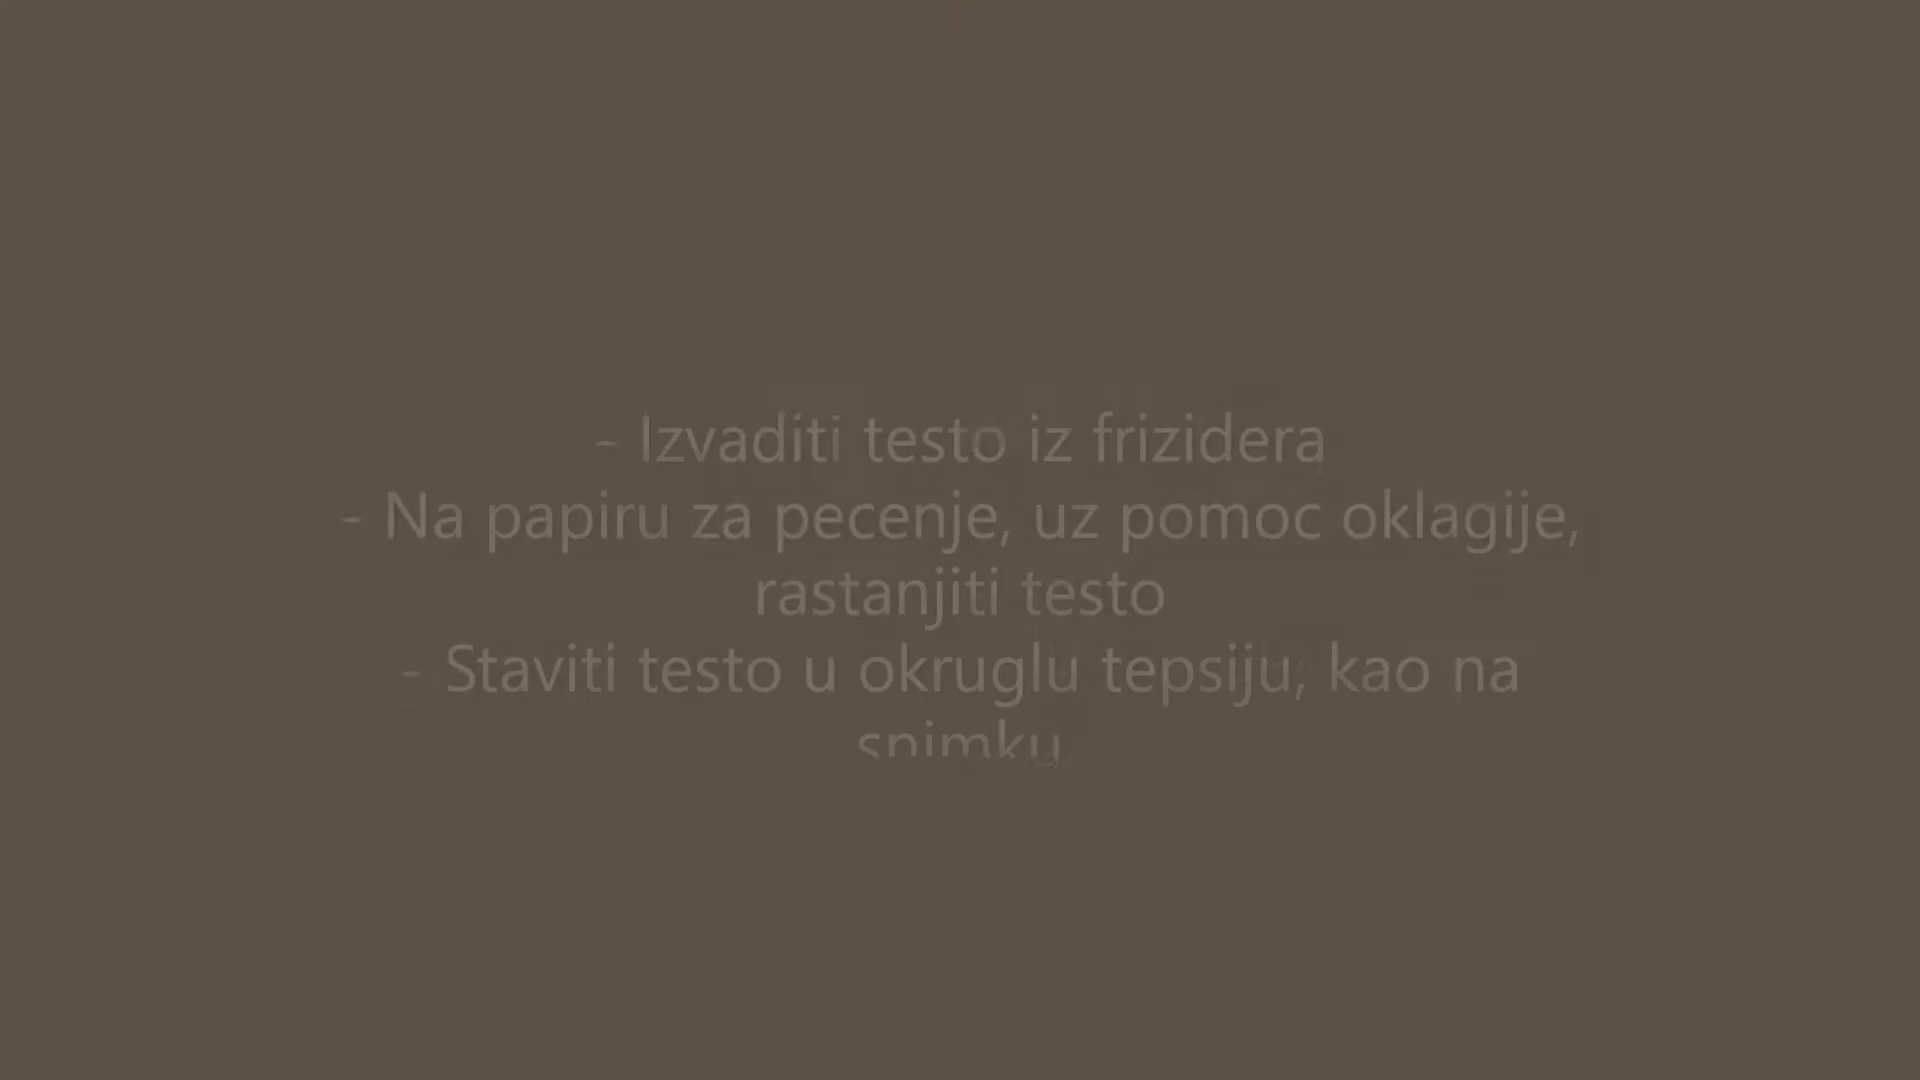 - Izvaditi testo iz frizidera
- Na papiru za pecenje, uz pomoc oklagije,
rastanjiti testo
- Staviti testo u okruglu tepsiju, kao na
snimku